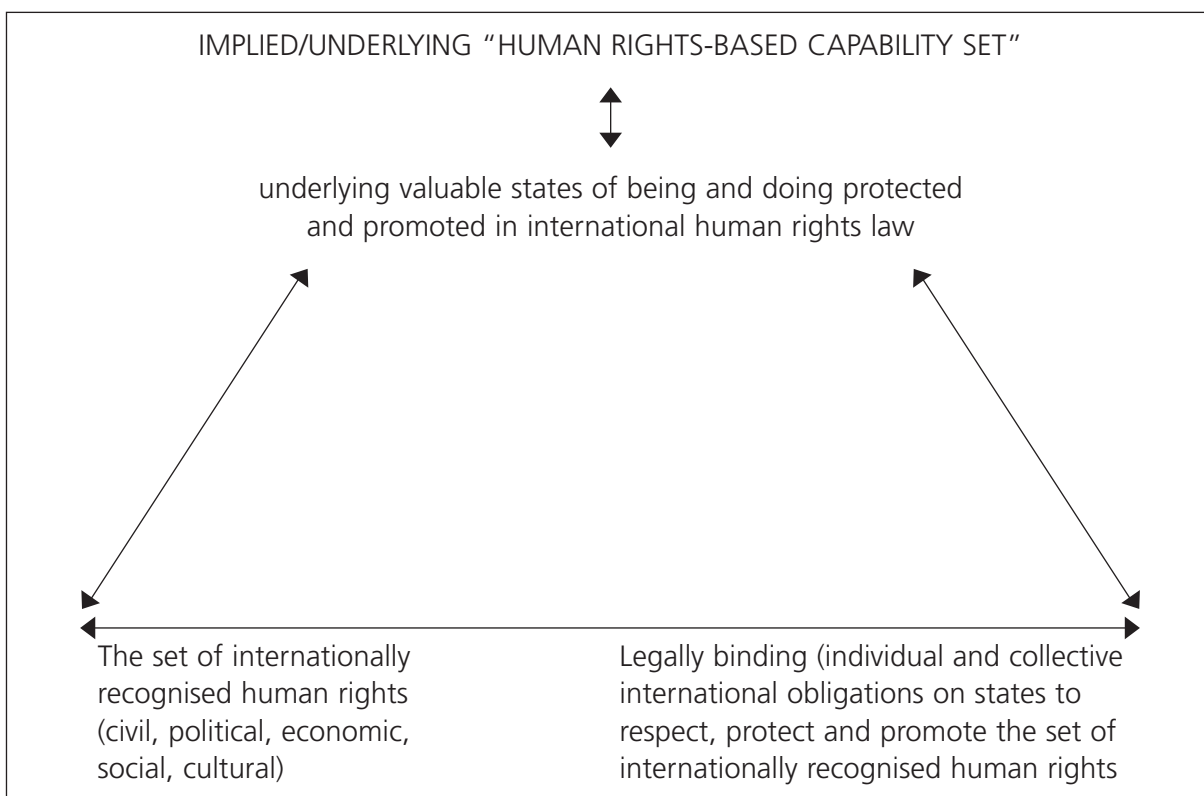 IMPLIED/UNDERLYING “HUMAN RIGHTS-BASED CAPABILITY SET”
underlying valuable states of being and doing protected
and promoted in international human rights law
The set of internationally
recognised human rights
(civil, political, economic,
social, cultural)
Legally binding (individual and collective
international obligations on states to
respect, protect and promote the set of
internationally recognised human rights